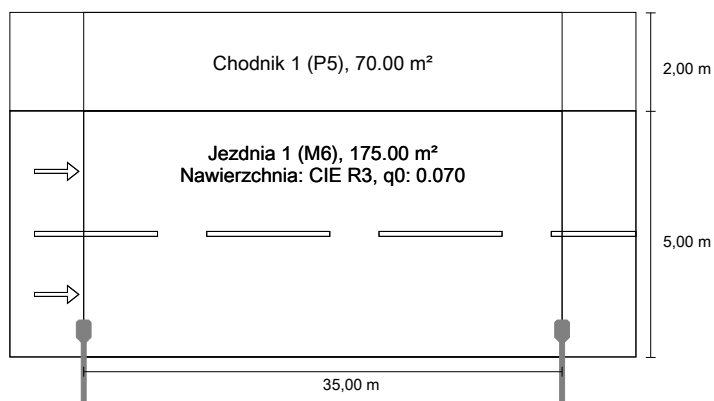 Chodnik 1 (P5), 70.00 m²
2,00 m
Jezdnia 1 (M6), 175.00 m²
Nawierzchnia: CIE R3, q0: 0.070
5,00 m
35,00 m